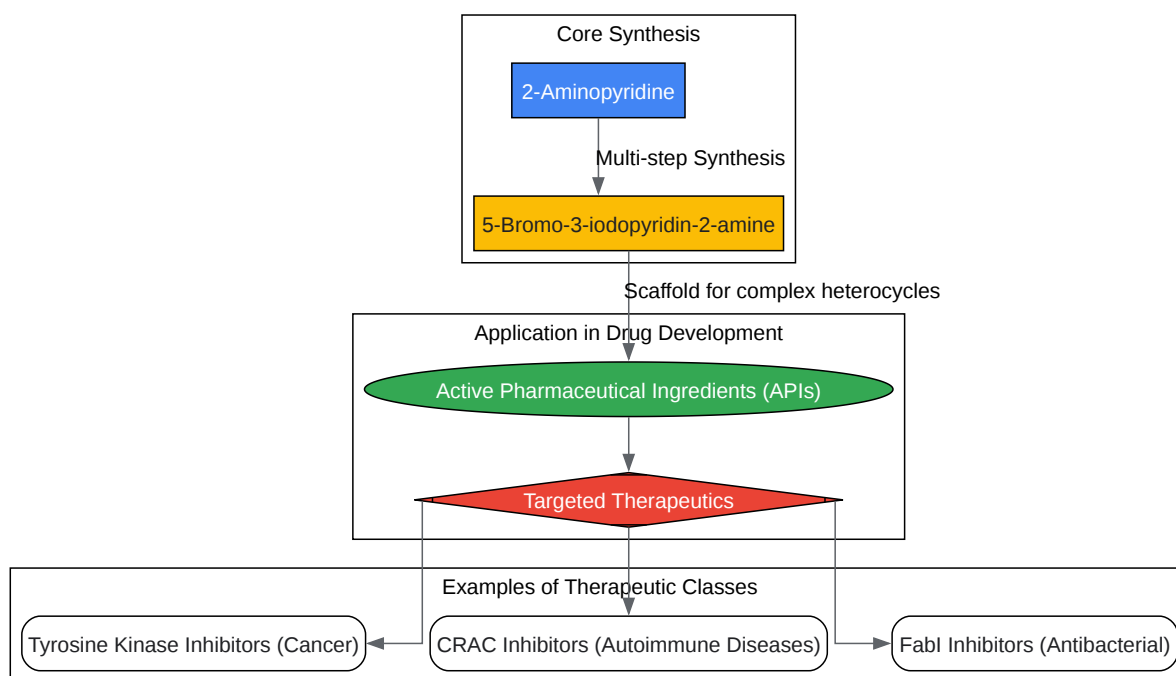 Core Synthesis
2-Aminopyridine
Multi-step Synthesis
5-Bromo-3-iodopyridin-2-amine
Scaffold for complex heterocycles
Application in Drug Development
Active Pharmaceutical Ingredients (APIs)
Targeted Therapeutics
Examples of Therapeutic Classes
Tyrosine Kinase Inhibitors (Cancer)
CRAC Inhibitors (Autoimmune Diseases)
FabI Inhibitors (Antibacterial)